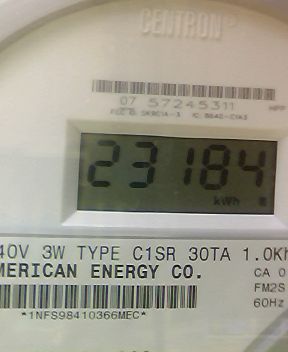 CENTRON
07 57245311
23184
kWh
40V 3W TYPE C1SR 30TA 1.0Kh
MERICAN ENERGY CO.
CA 0
FM2S
60Hz
*1NFS98410366MEC*